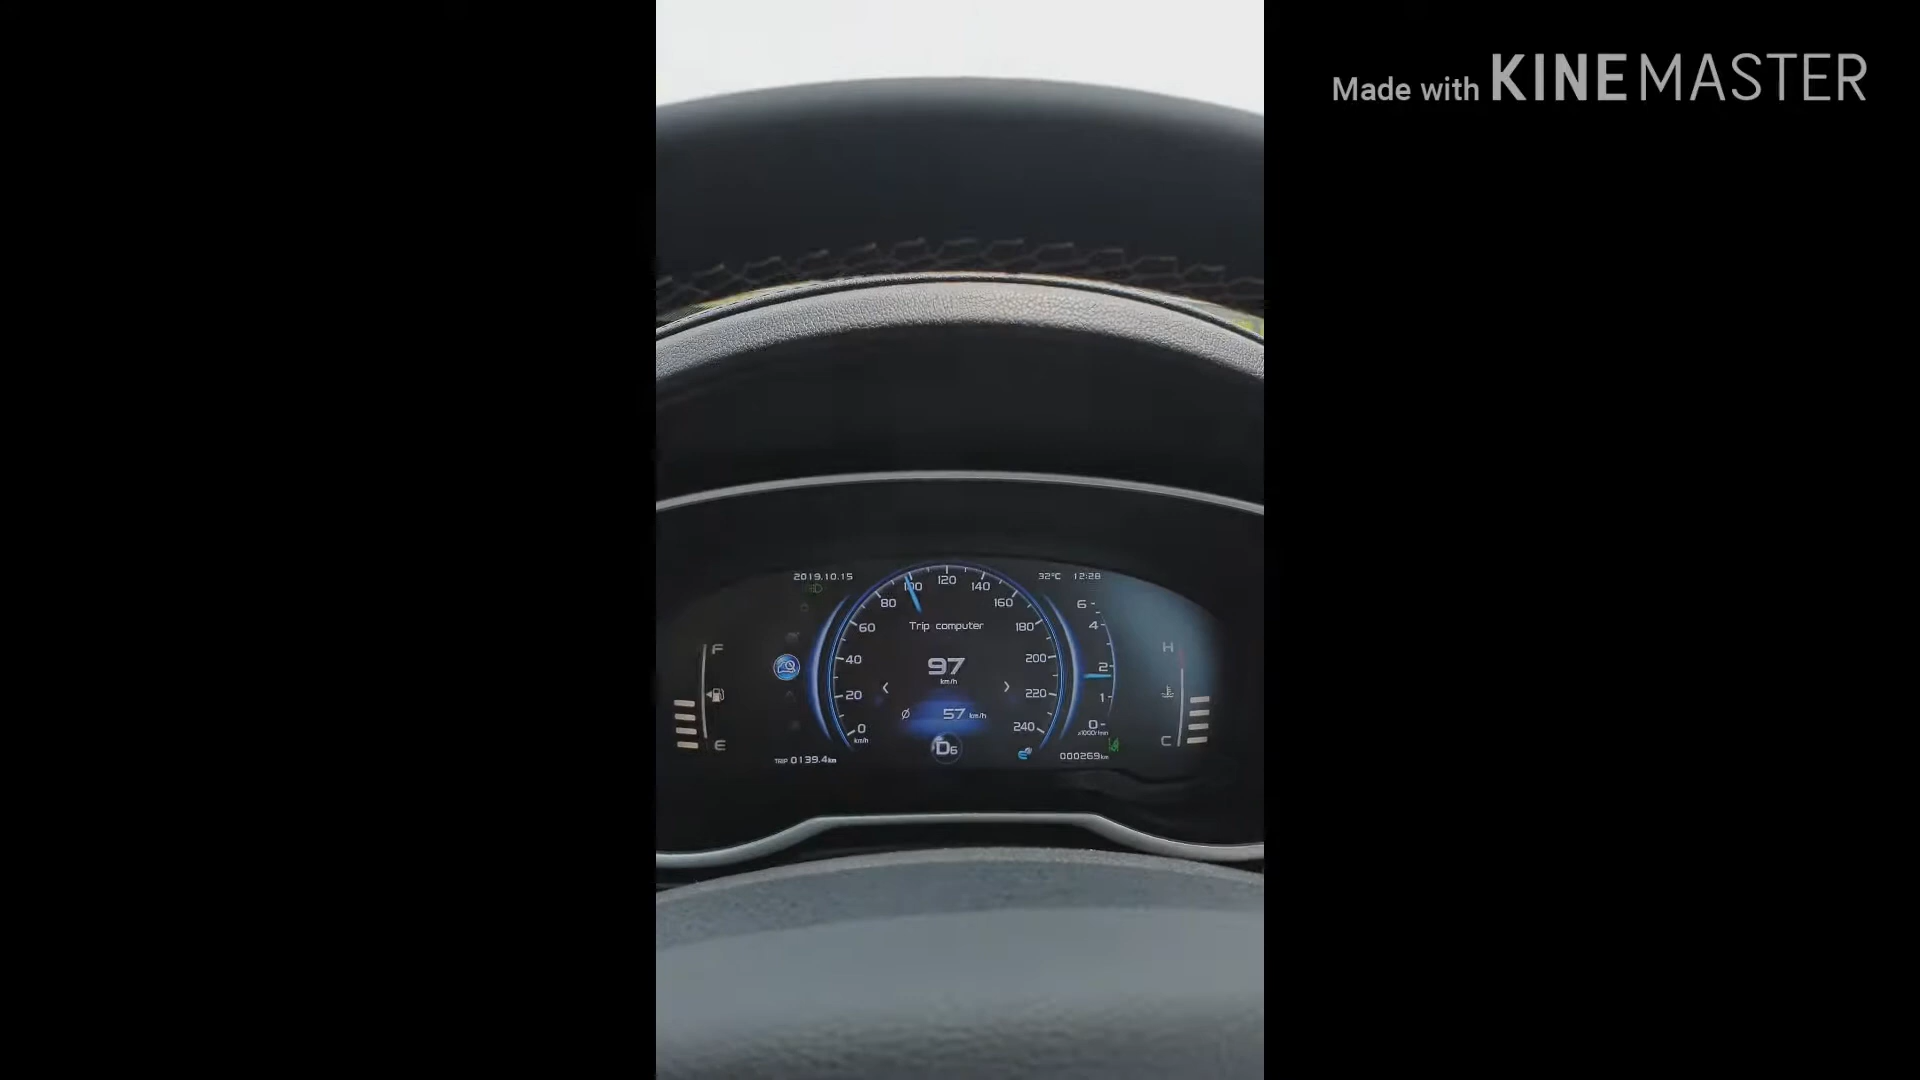 Made with KINEMASTER
2019.10.15
32°C 12:28
100 120 140
80 160
60 180
40 200
20 220
0 240
km/h
Trip computer
97
km/h
Ø 57 km/h
D6
6
4
2
1
0
x1000r/min
F
E
H
C
TRIP 0139.4km
000269km